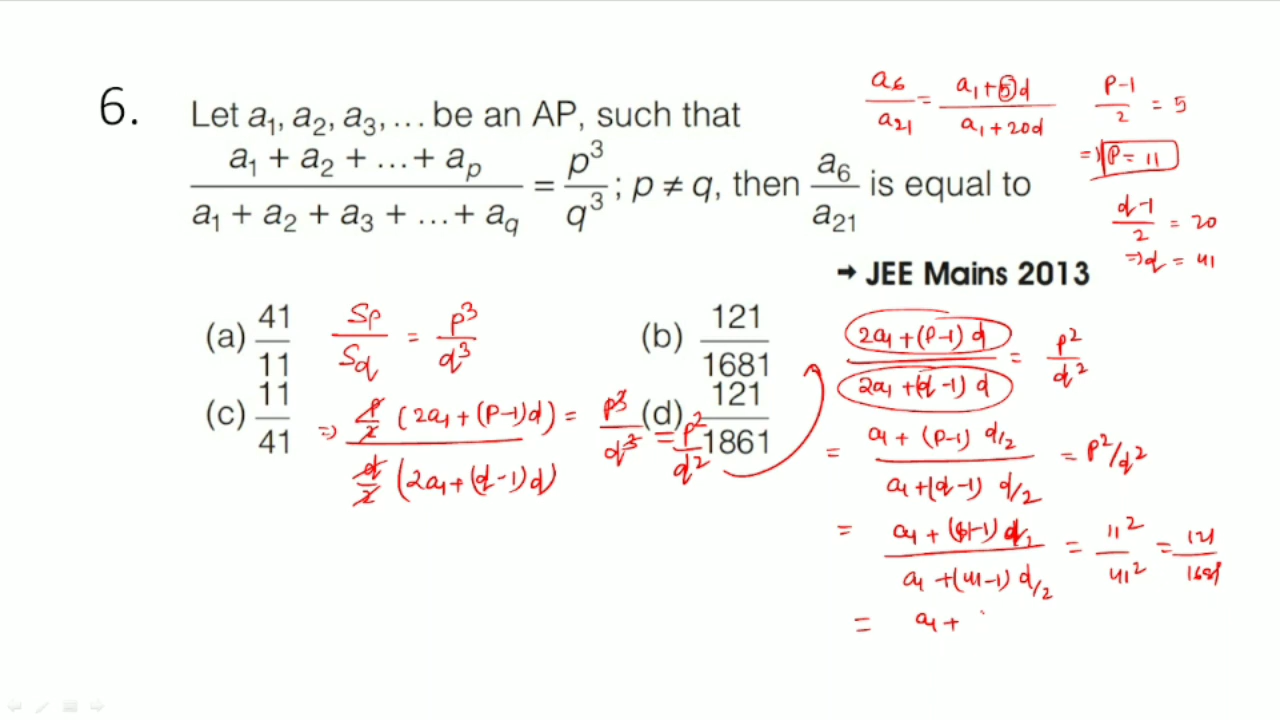 6. Let a₁, a₂, a₃, ... be an AP, such that
(a₁ + a₂ + ... + aₚ)/(a₁ + a₂ + a₃ + ... + a_q) = p³/q³ ; p ≠ q, then a₆/a₂₁ is equal to
→ JEE Mains 2013
(a) 41/11
(b) 121/1681
(c) 11/41
(d) 121/1861
a₆/a₂₁ = (a₁ + 5d)/(a₁ + 20d)
(P-1)/2 = 5
=> P = 11
(q-1)/2 = 20
=> q = 41
Sp/Sq = p³/q³
=> p/2 (2a₁ + (P-1)d) / q/2 (2a₁ + (q-1)d) = p³/q³ = p²/q²
(2a₁ + (P-1)d)/(2a₁ + (q-1)d) = p²/q²
= (a₁ + (P-1) d/2)/(a₁ + (q-1) d/2) = p²/q²
= (a₁ + (11-1) d/2)/(a₁ + (41-1) d/2) = 11²/41² = 121/1681
= a₁ +